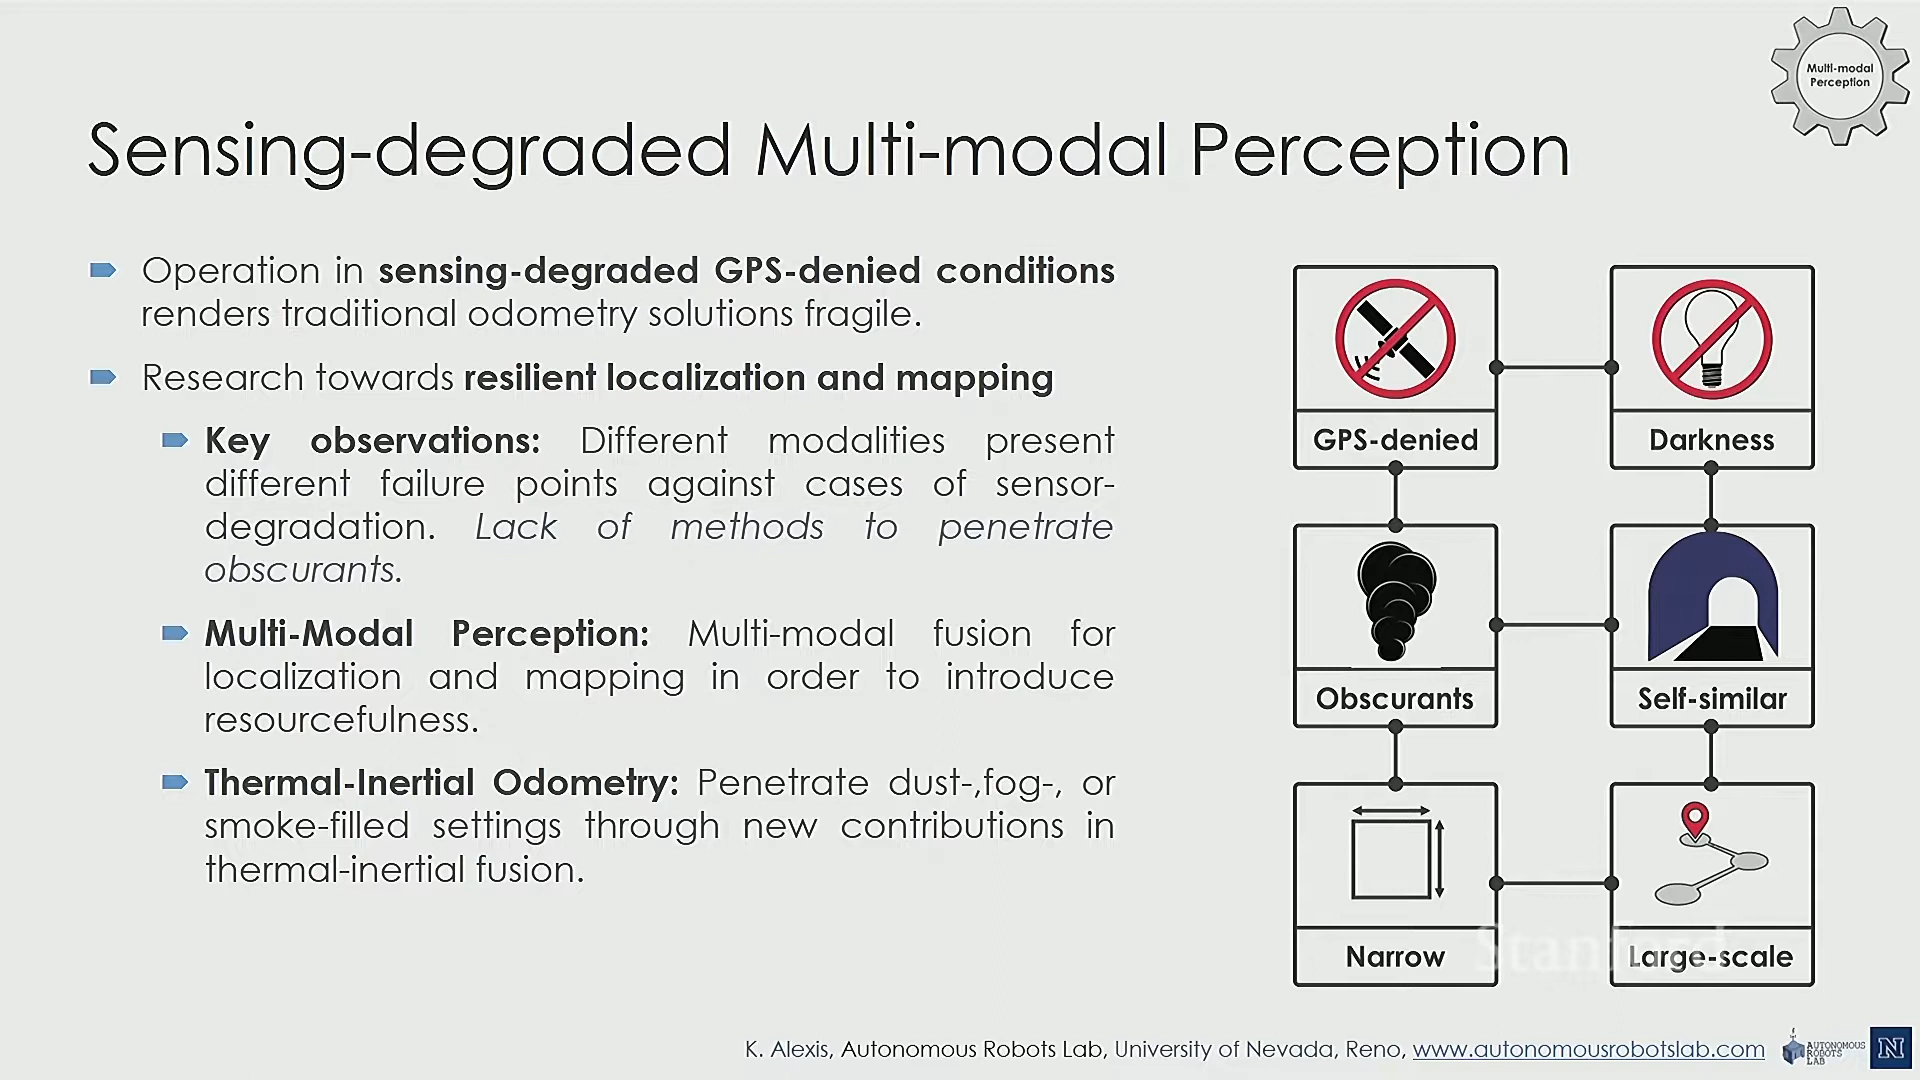 Multi-modal
Perception
Sensing-degraded Multi-modal Perception
Operation in sensing-degraded GPS-denied conditions
renders traditional odometry solutions fragile.
Research towards resilient localization and mapping
Key observations: Different modalities present
different failure points against cases of sensor-
degradation. Lack of methods to penetrate
obscurants.
Multi-Modal Perception: Multi-modal fusion for
localization and mapping in order to introduce
resourcefulness.
Thermal-Inertial Odometry: Penetrate dust-,fog-, or
smoke-filled settings through new contributions in
thermal-inertial fusion.
GPS-denied
Darkness
Obscurants
Self-similar
Narrow
Large-scale
Stanford
K. Alexis, Autonomous Robots Lab, University of Nevada, Reno, www.autonomousrobotslab.com
AUTONOMOUS
ROBOTS
LAB
N